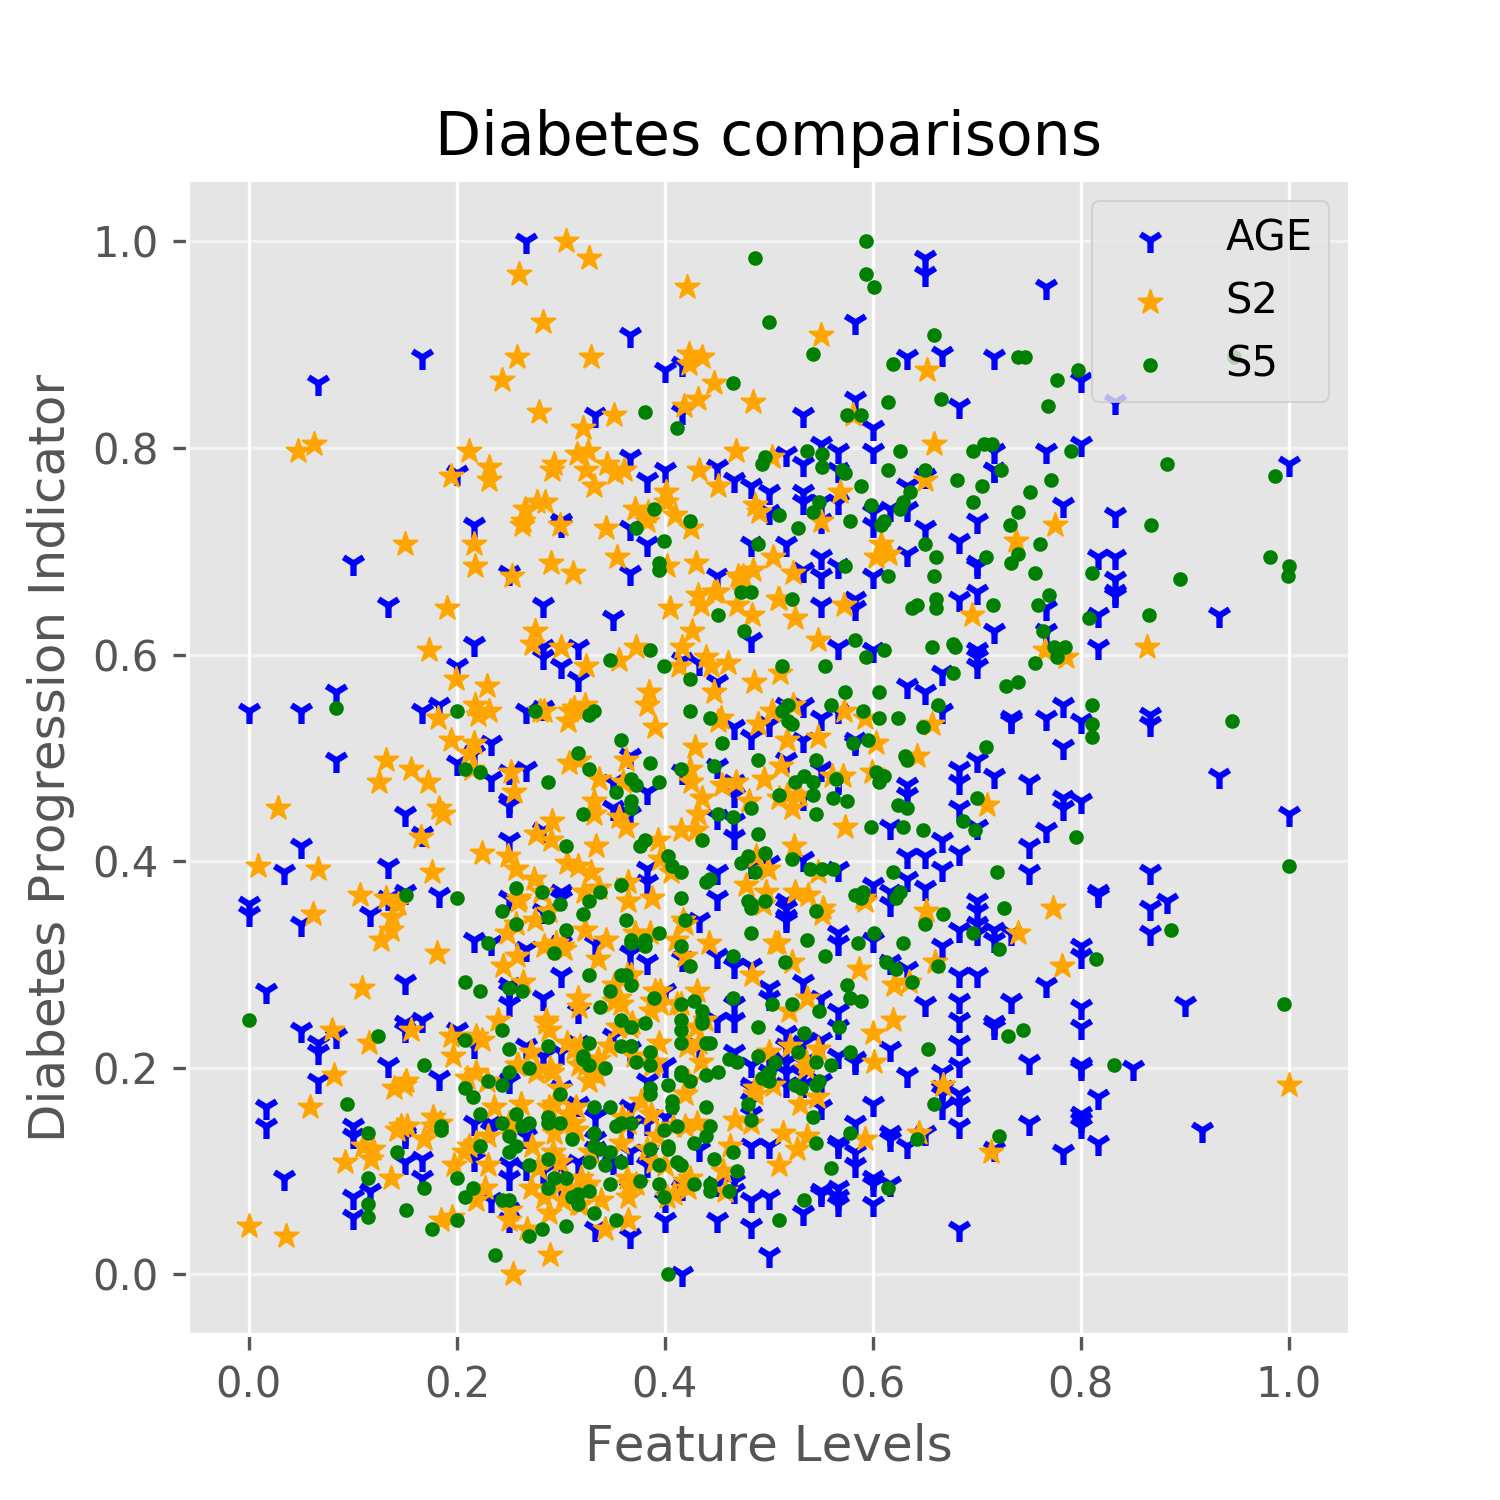 Diabetes comparisons
AGE
S2
S5
1.0
0.8
0.6
0.4
0.2
0.0
Diabetes Progression Indicator
0.0 0.2 0.4 0.6 0.8 1.0
Feature Levels